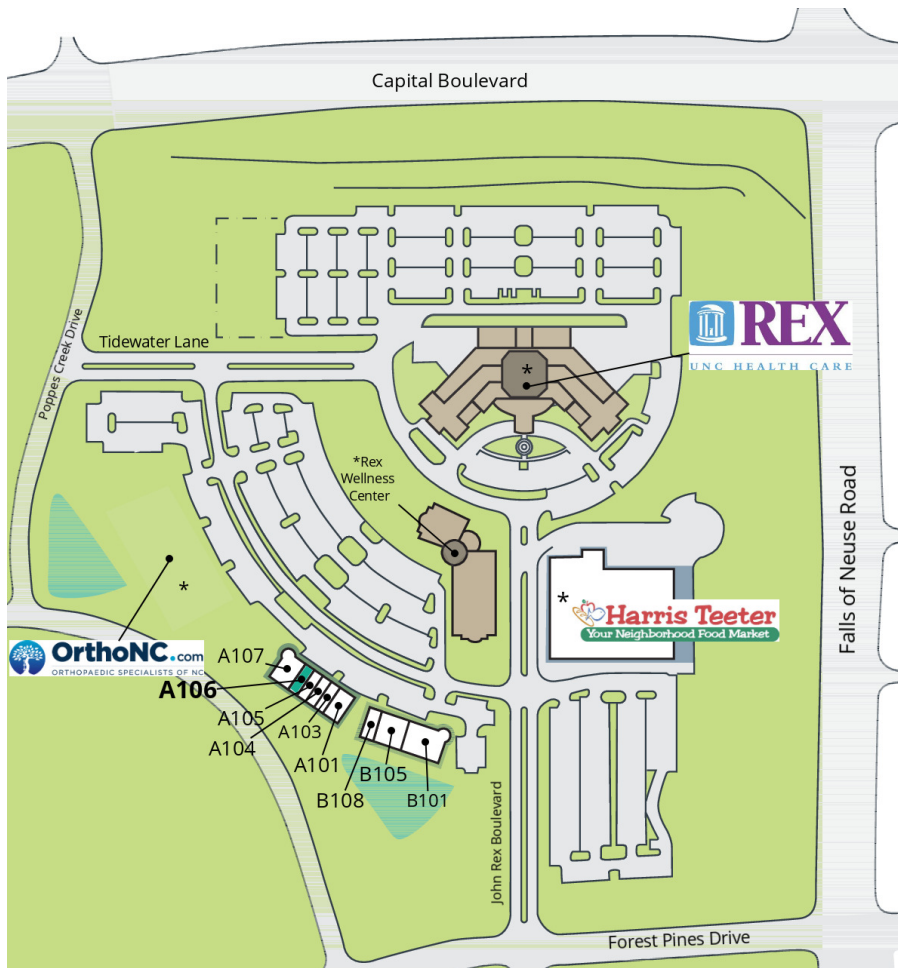 Capital Boulevard
REX
UNC HEALTH CARE
*
Tidewater Lane
Poppes Creek Drive
*Rex
Wellness
Center
Falls of Neuse Road
*
*
Harris Teeter
Your Neighborhood Food Market
OrthoNC.com
ORTHOPAEDIC SPECIALISTS OF NC
A107
A106
A105
A104
A103
A101
B108
B105
B101
John Rex Boulevard
Forest Pines Drive